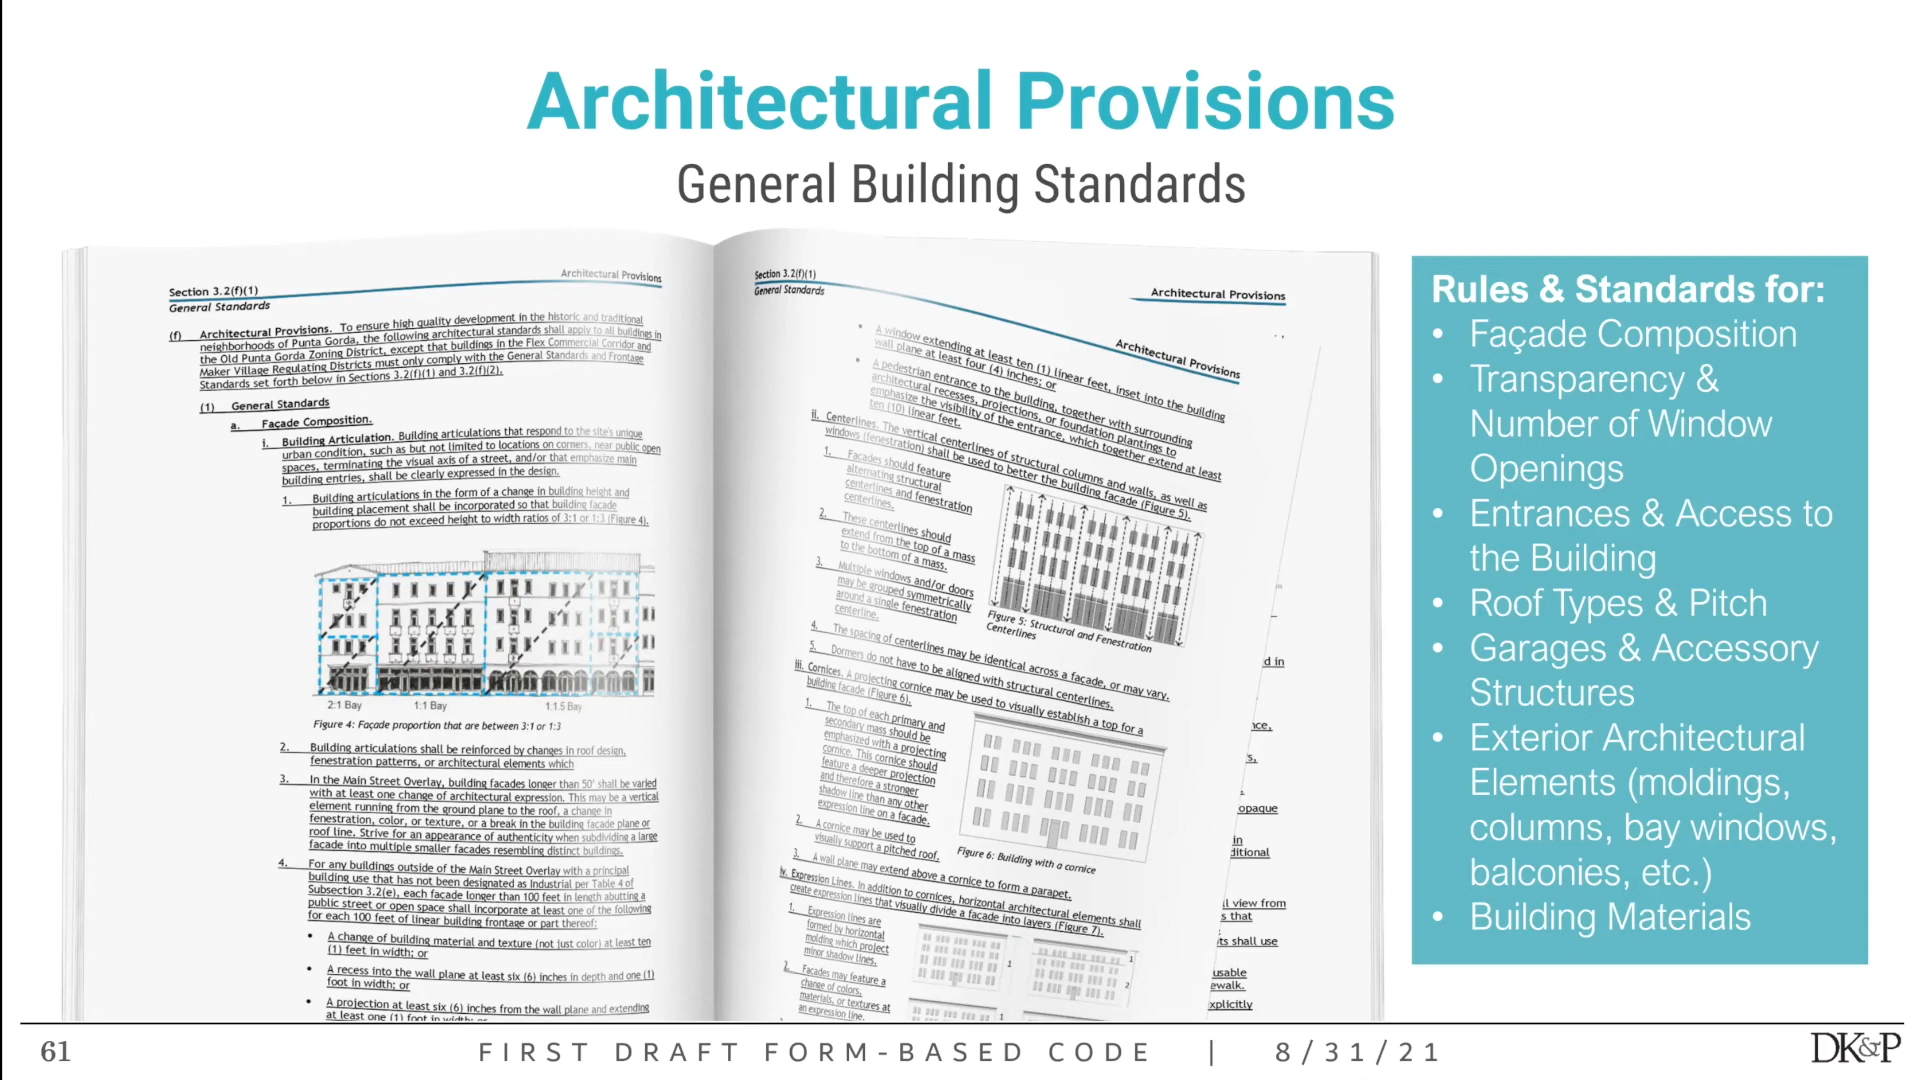 Architectural Provisions
General Building Standards
Architectural Provisions
Section 3.2(f)(1)
General Standards
(f) Architectural Provisions. To ensure high quality development in the historic and traditional
neighborhoods of Punta Gorda, the following architectural standards shall apply to all buildings in
the Old Punta Gorda Zoning District, except that buildings in the Flex Commercial Corridor and
Maker Village Regulating Districts must only comply with the General Standards and Frontage
Standards set forth below in Sections 3.2(f)(1) and 3.2(f)(2).
(1) General Standards
a. Façade Composition.
i. Building Articulation. Building articulations that respond to the site's unique
urban condition, such as but not limited to locations on corners, near public open
spaces, terminating the visual axis of a street, and/or that emphasize main
building entries, shall be clearly expressed in the design.
1. Building articulations in the form of a change in building height and
building placement shall be incorporated so that building facade
proportions do not exceed height to width ratios of 3:1 or 1:3 (Figure 4).
2:1 Bay 1:1 Bay 1:1.5 Bay
Figure 4: Façade proportion that are between 3:1 or 1:3
2. Building articulations shall be reinforced by changes in roof design,
fenestration patterns, or architectural elements which
3. In the Main Street Overlay, building facades longer than 50' shall be varied
with at least one change of architectural expression. This may be a vertical
element running from the ground plane to the roof, a change in
fenestration, color, or texture, or a break in the building facade plane or
roof line. Strive for an appearance of authenticity when subdividing a large
facade into multiple smaller facades resembling distinct buildings.
4. For any buildings outside of the Main Street Overlay with a principal
building use that has not been designated as Industrial per Table 4 of
Subsection 3.2(e), each façade longer than 100 feet in length abutting a
public street or open space shall incorporate at least one of the following
for each 100 feet of linear building frontage or part thereof:
• A change of building material and texture (not just color) at least ten
(1) feet in width; or
• A recess into the wall plane at least six (6) inches in depth and one (1)
foot in width; or
• A projection at least six (6) inches from the wall plane and extending
at least one (1) foot in width; or
Section 3.2(f)(1)
General Standards
Architectural Provisions
Architectural Provisions
• A window extending at least ten (1) linear feet, inset into the building
wall plane at least four (4) inches; or
• A pedestrian entrance to the building, together with surrounding
architectural recesses, projections, or foundation plantings to
emphasize the visibility of the entrance, which together extend at least
ten (10) linear feet.
ii. Centerlines. The vertical centerlines of structural columns and walls, as well as
windows (fenestration) shall be used to better the building facade (Figure 5).
1. Facades should feature
alternating structural
centerlines and fenestration
centerlines.
2. These centerlines should
extend from the top of a mass
to the bottom of a mass.
3. Multiple windows and/or doors
may be grouped symmetrically
around a single fenestration
centerline.
Figure 5: Structural and Fenestration
Centerlines
4. The spacing of centerlines may be identical across a facade, or may vary.
5. Dormers do not have to be aligned with structural centerlines.
iii. Cornices. A projecting cornice may be used to visually establish a top for a
building facade (Figure 6).
1. The top of each primary and
secondary mass should be
emphasized with a projecting
cornice. This cornice should
feature a deeper projection
and therefore a stronger
shadow line than any other
expression line on a facade.
2. A cornice may be used to
visually support a pitched roof.
Figure 6: Building with a cornice
3. A wall plane may extend above a cornice to form a parapet.
iv. Expression Lines. In addition to cornices, horizontal architectural elements shall
create expression lines that visually divide a facade into layers (Figure 7).
1. Expression lines are
formed by horizontal
molding which project
minor shadow lines.
2. Facades may feature a
change of colors,
materials, or textures at
an expression line.
1
1
2
1
d in
nce,
s,
opaque
in
ditional
l view from
s that
ts shall use
usable
ewalk.
xplicitly
Rules & Standards for:
• Façade Composition
• Transparency &
Number of Window
Openings
• Entrances & Access to
the Building
• Roof Types & Pitch
• Garages & Accessory
Structures
• Exterior Architectural
Elements (moldings,
columns, bay windows,
balconies, etc.)
• Building Materials
61
FIRST DRAFT FORM-BASED CODE | 8/31/21
DK&P